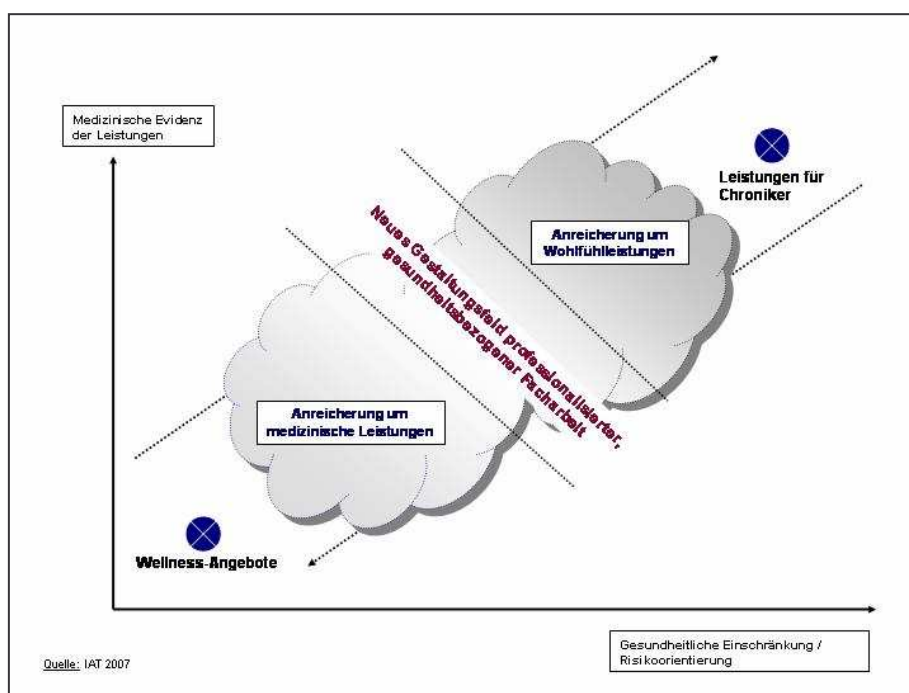 Medizinische Evidenz
der Leistungen
Leistungen für
Chroniker
Anreicherung um
Wohlfühlleistungen
Neues Gestaltungsfeld professionalisierter,
gesundheitsbezogener Facharbeit
Anreicherung um
medizinische Leistungen
Wellness-Angebote
Gesundheitliche Einschränkung /
Risikoorientierung
Quelle: IAT 2007